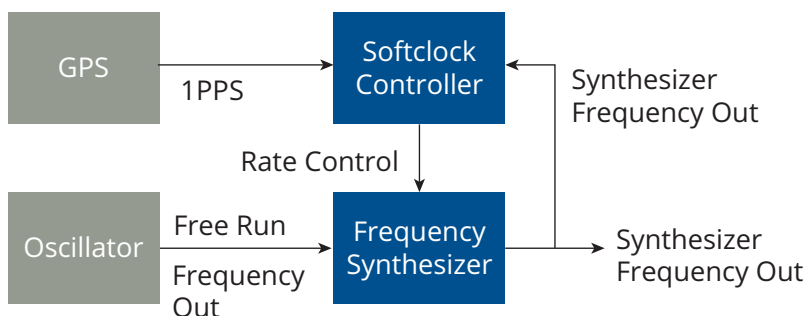 GPS
1PPS
Softclock
Controller
Synthesizer
Frequency Out
Rate Control
Oscillator
Free Run
Frequency
Out
Frequency
Synthesizer
Synthesizer
Frequency Out